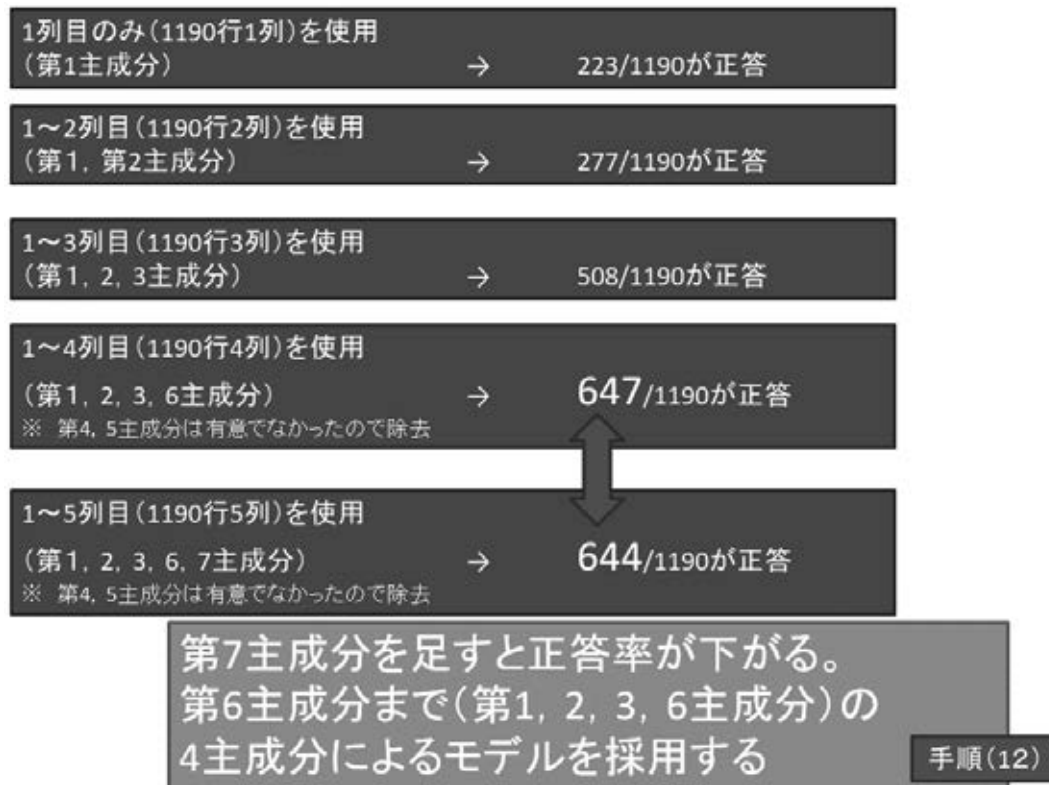 1列目のみ(1190行1列)を使用
(第1主成分) → 223/1190が正答
1～2列目(1190行2列)を使用
(第1, 第2主成分) → 277/1190が正答
1～3列目(1190行3列)を使用
(第1, 2, 3主成分) → 508/1190が正答
1～4列目(1190行4列)を使用
(第1, 2, 3, 6主成分) → 647/1190が正答
※ 第4, 5主成分は有意でなかったので除去
1～5列目(1190行5列)を使用
(第1, 2, 3, 6, 7主成分) → 644/1190が正答
※ 第4, 5主成分は有意でなかったので除去
第7主成分を足すと正答率が下がる。
第6主成分まで(第1, 2, 3, 6主成分)の
4主成分によるモデルを採用する
手順(12)